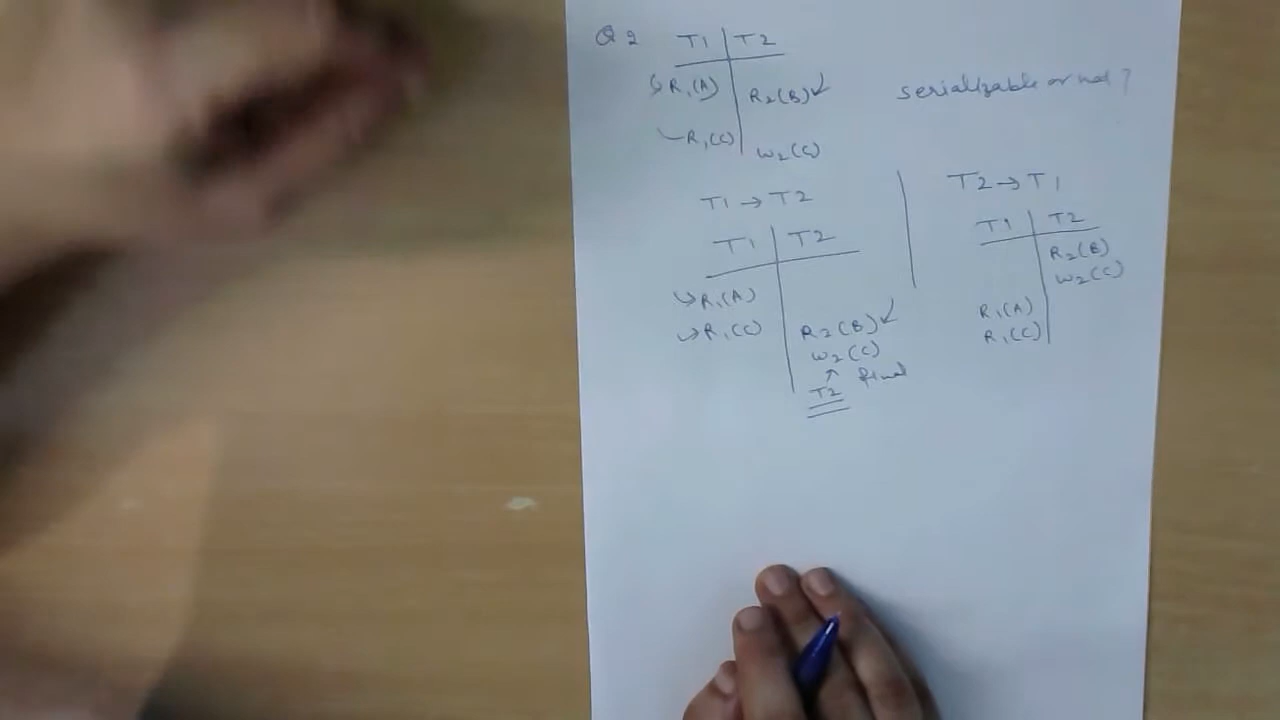 Q2 T1 T2
R1(A)
R2(B) serializable or not ?
R1(C)
W2(C)
T1 → T2
T1 T2
R1(A)
R1(C)
R2(B)
W2(C)
↑ final
T2
T2 → T1
T1 T2
R2(B)
W2(C)
R1(A)
R1(C)